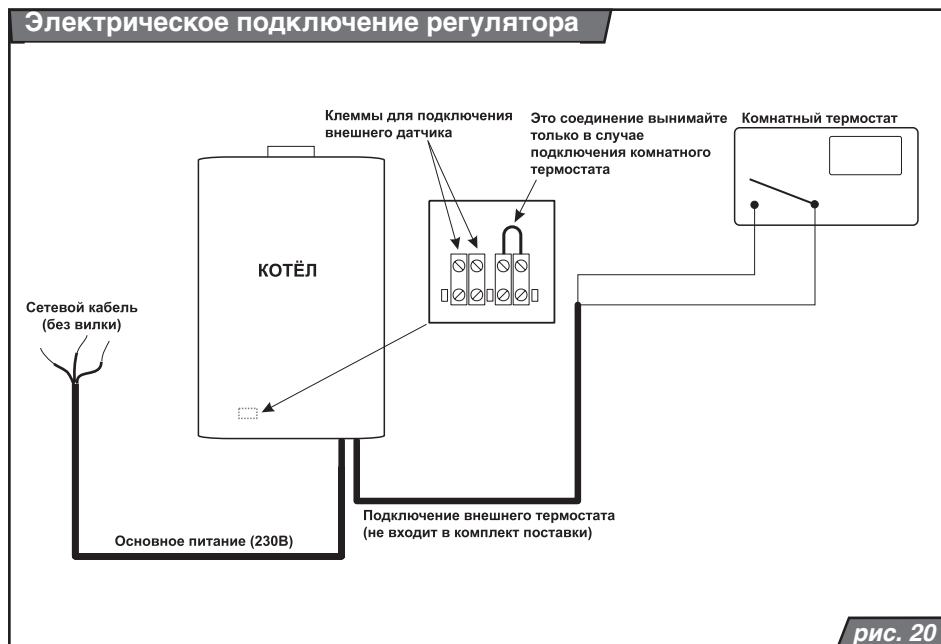 Электрическое подключение регулятора
Клеммы для подключения
внешнего датчика
Это соединение вынимайте
только в случае
подключения комнатного
термостата
Комнатный термостат
КОТЁЛ
Сетевой кабель
(без вилки)
Подключение внешнего термостата
(не входит в комплект поставки)
Основное питание (230В)
рис. 20